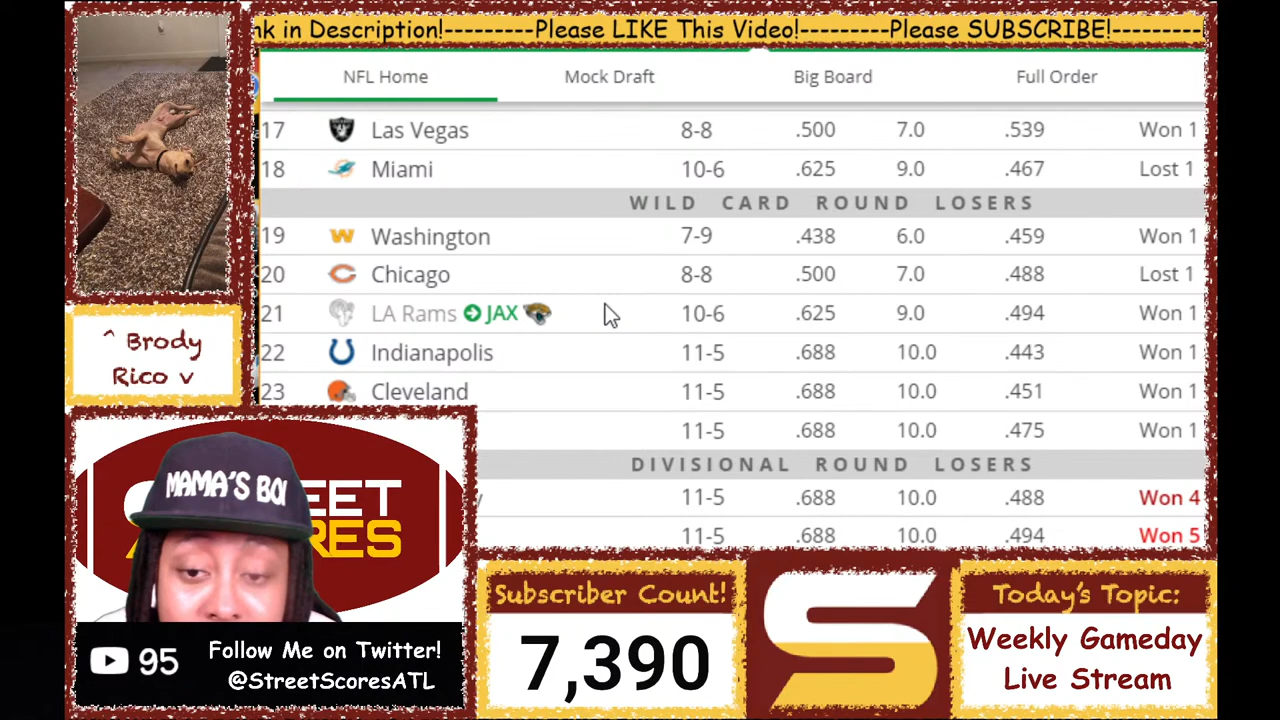 nk in Description!---------Please LIKE This Video!---------Please SUBSCRIBE!---------
NFL Home Mock Draft Big Board Full Order
17 Las Vegas 8-8 .500 7.0 .539 Won 1
18 Miami 10-6 .625 9.0 .467 Lost 1
WILD CARD ROUND LOSERS
19 Washington 7-9 .438 6.0 .459 Won 1
20 Chicago 8-8 .500 7.0 .488 Lost 1
21 LA Rams JAX 10-6 .625 9.0 .494 Won 1
22 Indianapolis 11-5 .688 10.0 .443 Won 1
23 Cleveland 11-5 .688 10.0 .451 Won 1
11-5 .688 10.0 .475 Won 1
DIVISIONAL ROUND LOSERS
11-5 .688 10.0 .488 Won 4
11-5 .688 10.0 .494 Won 5
^ Brody
Rico v
MAMA'S BOI
EET
RES
95
Follow Me on Twitter!
@StreetScoresATL
Subscriber Count!
7,390
S
Today's Topic:
Weekly Gameday
Live Stream